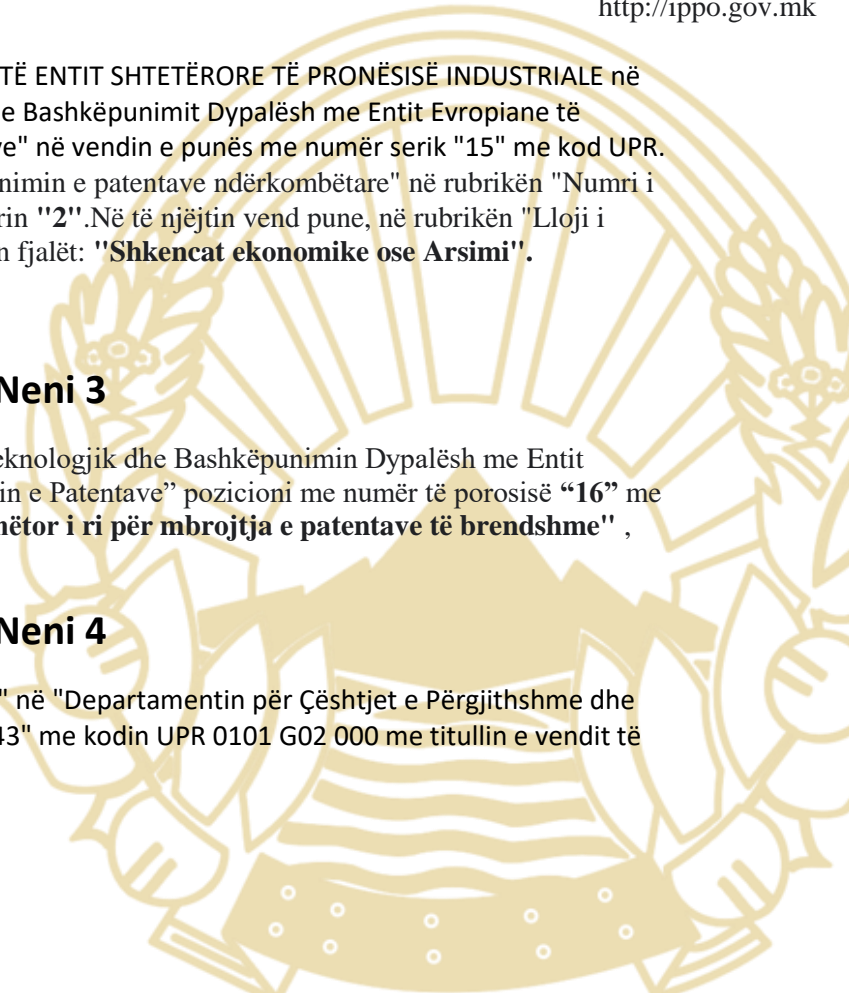 http://ippo.gov.mk
TË ENTIT SHTETËRORE TË PRONËSISË INDUSTRIALE në
e Bashkëpunimit Dypalësh me Entit Evropiane të
ve" në vendin e punës me numër serik "15" me kod UPR.
nimin e patentave ndërkombëtare" në rubrikën "Numri i
rin "2".Në të njëjtin vend pune, në rubrikën "Lloji i
n fjalët: "Shkencat ekonomike ose Arsimi".
Neni 3
eknologjik dhe Bashkëpunimin Dypalësh me Entit
in e Patentave” pozicioni me numër të porosisë “16” me
nëtor i ri për mbrojtja e patentave të brendshme" ,
Neni 4
" në "Departamentin për Çështjet e Përgjithshme dhe
43" me kodin UPR 0101 G02 000 me titullin e vendit të